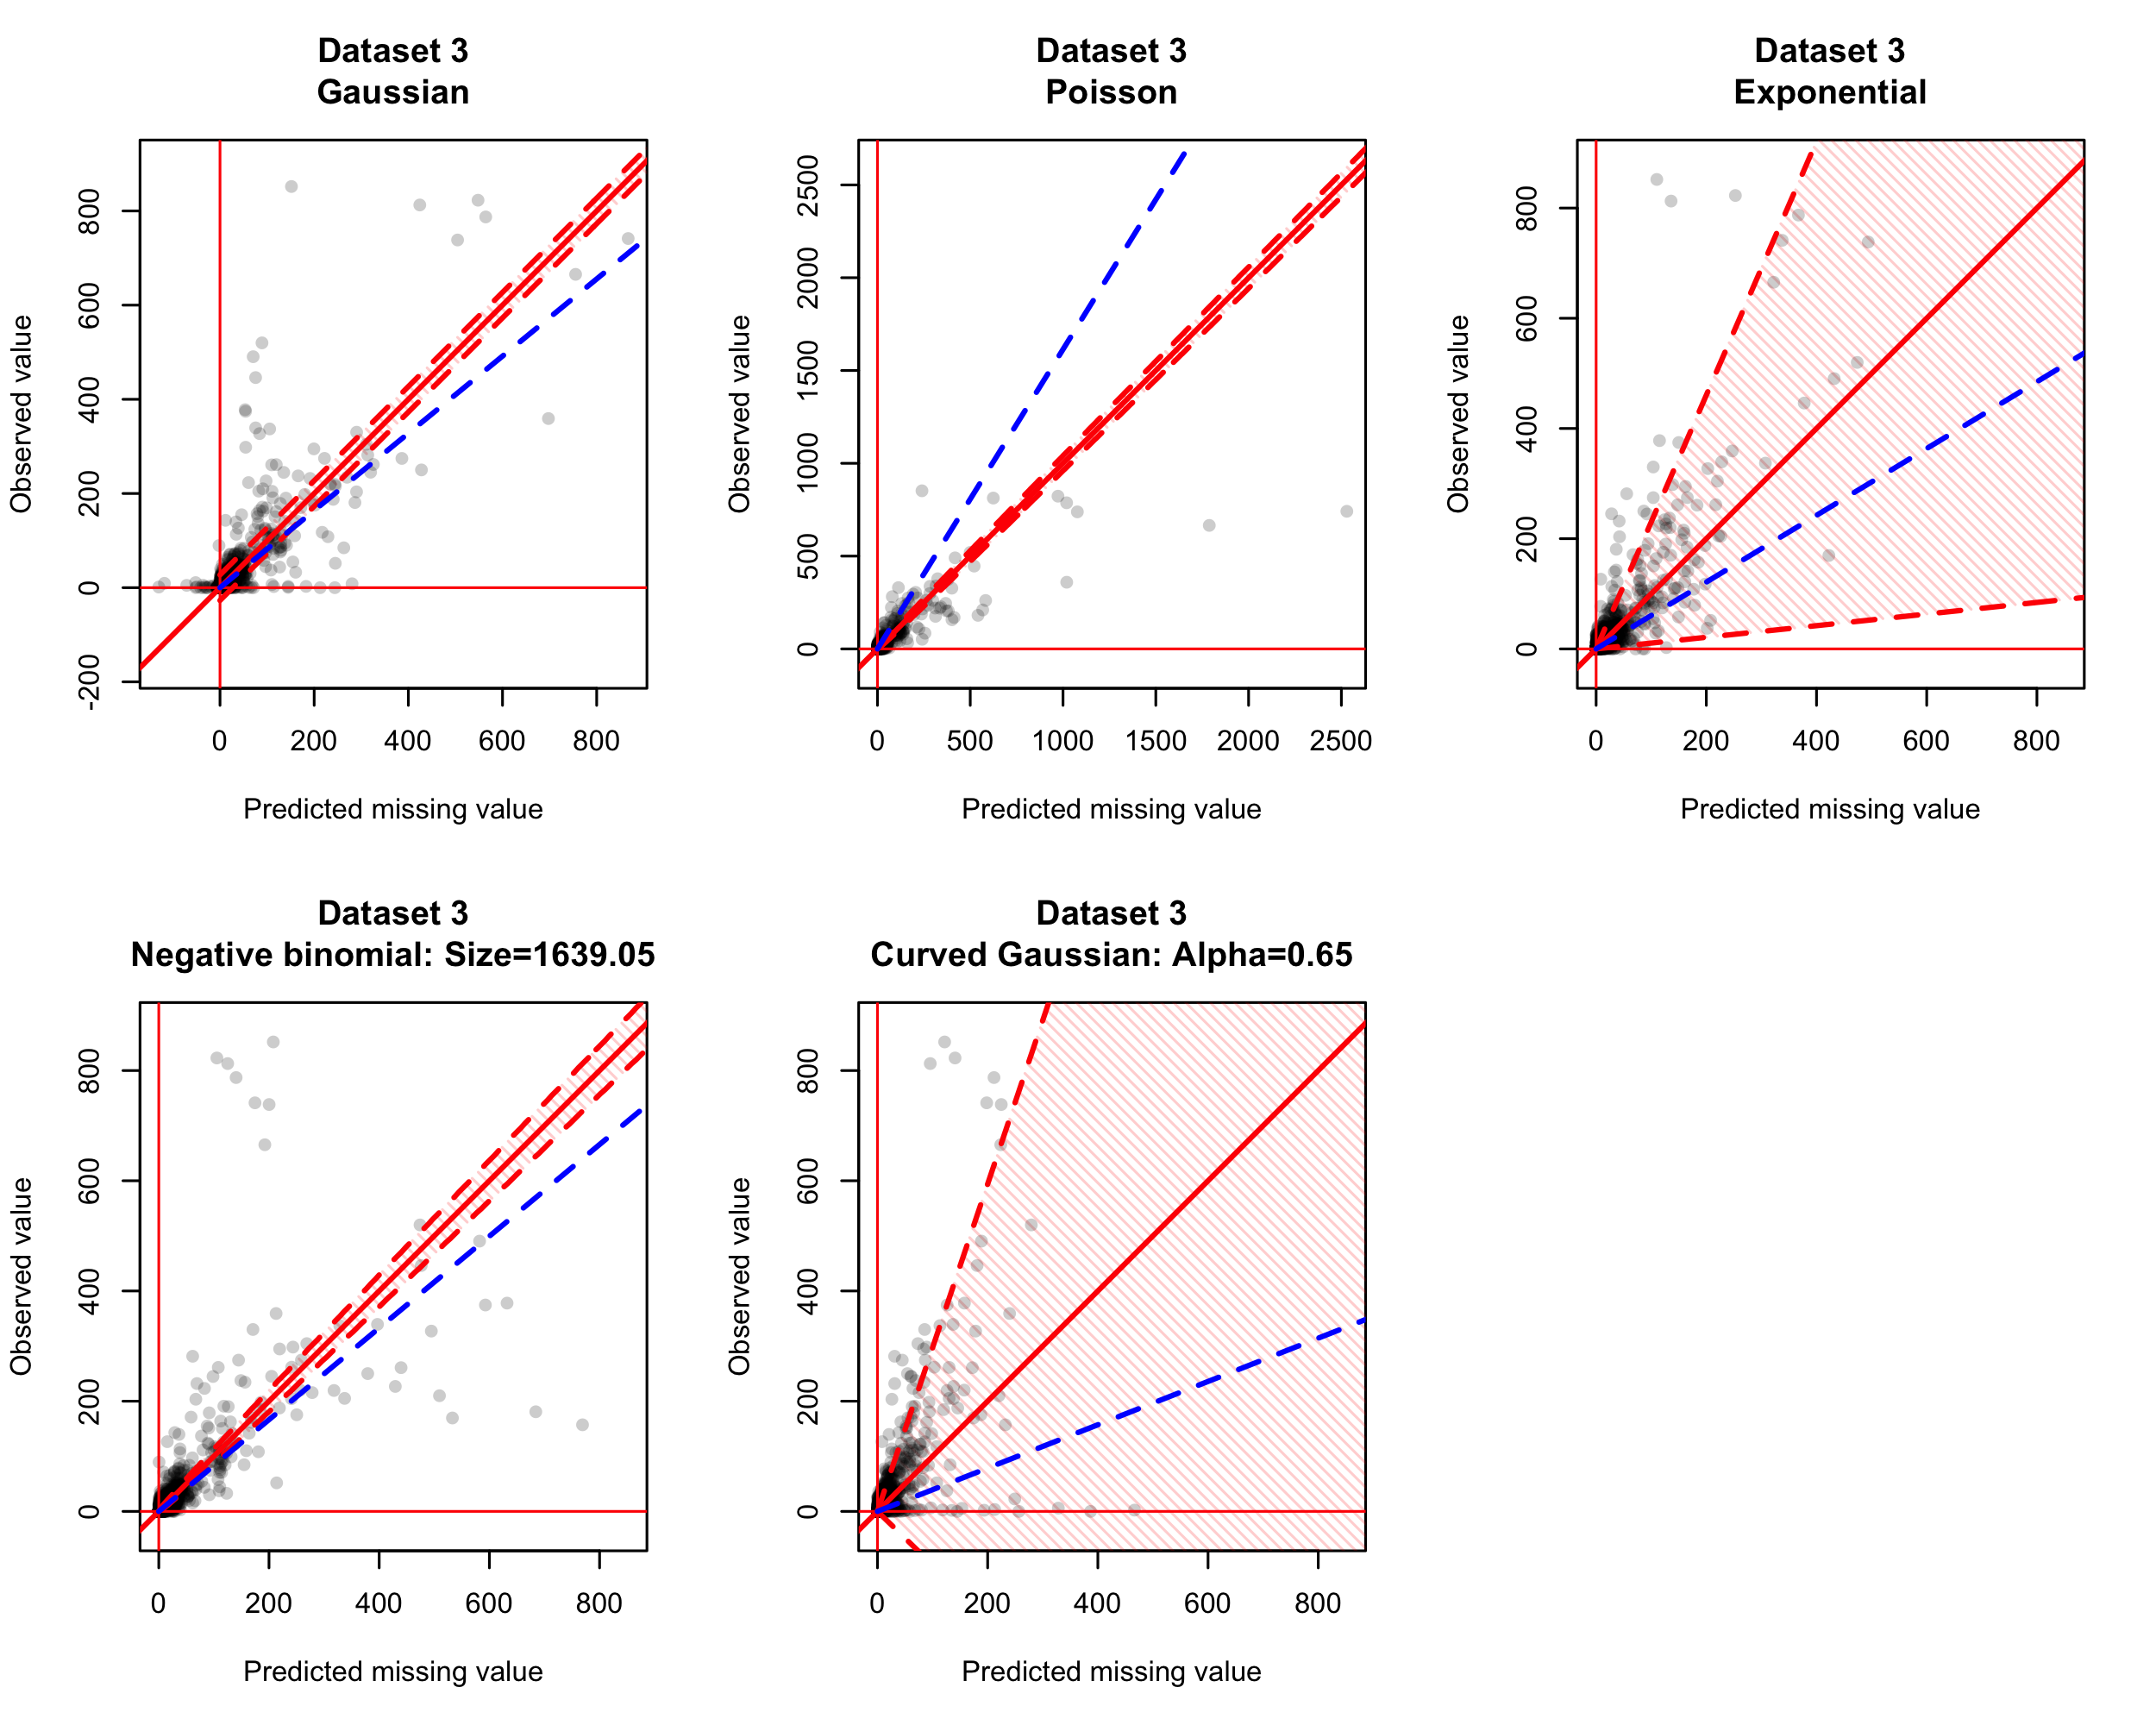 Dataset 3
Gaussian
Observed value
-200 0 200 400 600 800
0 200 400 600 800
Predicted missing value
Dataset 3
Poisson
Observed value
0 500 1000 1500 2000 2500
0 500 1000 1500 2000 2500
Predicted missing value
Dataset 3
Exponential
Observed value
0 200 400 600 800
0 200 400 600 800
Predicted missing value
Dataset 3
Negative binomial: Size=1639.05
Observed value
0 200 400 600 800
0 200 400 600 800
Predicted missing value
Dataset 3
Curved Gaussian: Alpha=0.65
Observed value
0 200 400 600 800
0 200 400 600 800
Predicted missing value